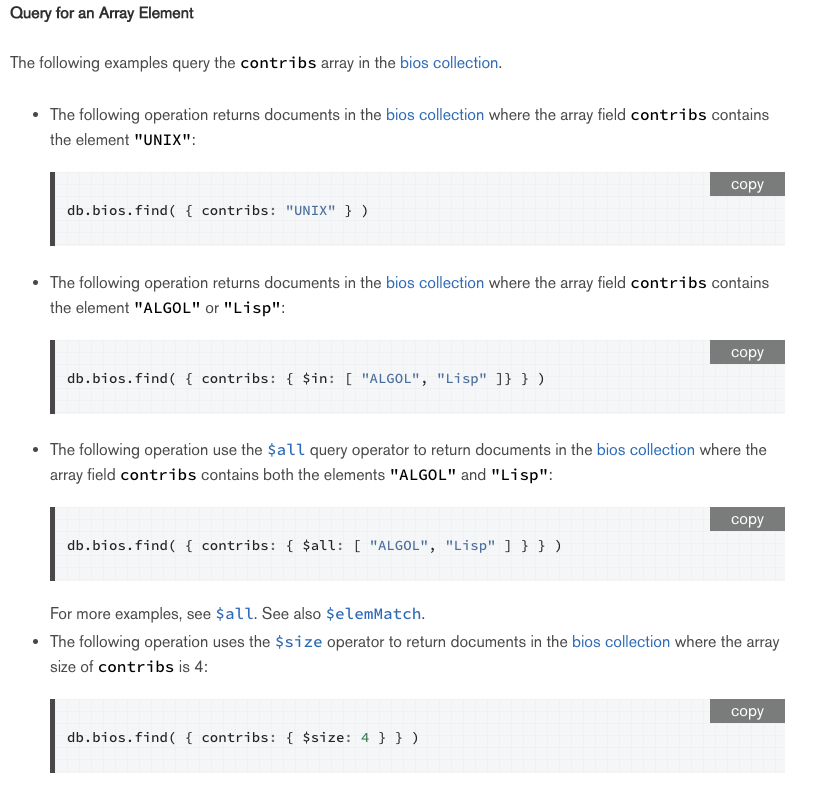 Query for an Array Element
The following examples query the contribs array in the bios collection.
• The following operation returns documents in the bios collection where the array field contribs contains
the element "UNIX":
copy
db.bios.find( { contribs: "UNIX" } )
• The following operation returns documents in the bios collection where the array field contribs contains
the element "ALGOL" or "Lisp":
copy
db.bios.find( { contribs: { $in: [ "ALGOL", "Lisp" ]} } )
• The following operation use the $all query operator to return documents in the bios collection where the
array field contribs contains both the elements "ALGOL" and "Lisp":
copy
db.bios.find( { contribs: { $all: [ "ALGOL", "Lisp" ] } } )
For more examples, see $all. See also $elemMatch.
• The following operation uses the $size operator to return documents in the bios collection where the array
size of contribs is 4:
copy
db.bios.find( { contribs: { $size: 4 } } )